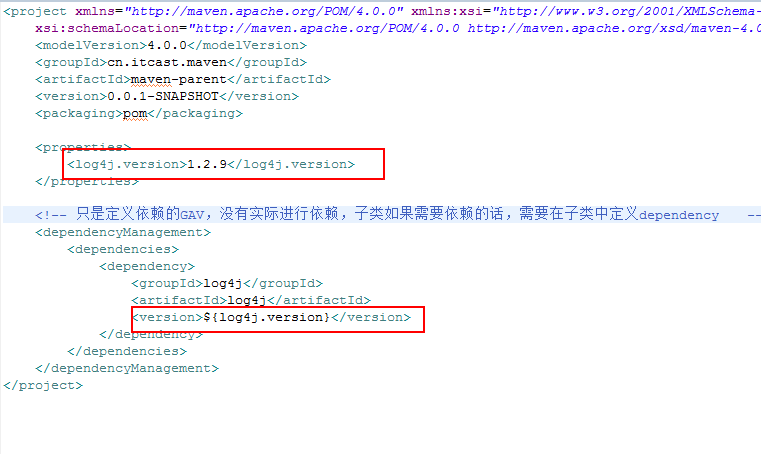 <project xmlns="http://maven.apache.org/POM/4.0.0" xmlns:xsi="http://www.w3.org/2001/XMLSchema-
xsi:schemaLocation="http://maven.apache.org/POM/4.0.0 http://maven.apache.org/xsd/maven-4.0
<modelVersion>4.0.0</modelVersion>
<groupId>cn.itcast.maven</groupId>
<artifactId>maven-parent</artifactId>
<version>0.0.1-SNAPSHOT</version>
<packaging>pom</packaging>
<properties>
<log4j.version>1.2.9</log4j.version>
</properties>
<!-- 只是定义依赖的GAV，没有实际进行依赖，子类如果需要依赖的话，需要在子类中定义dependency --
<dependencyManagement>
<dependencies>
<dependency>
<groupId>log4j</groupId>
<artifactId>log4j</artifactId>
<version>${log4j.version}</version>
</dependency>
</dependencies>
</dependencyManagement>
</project>